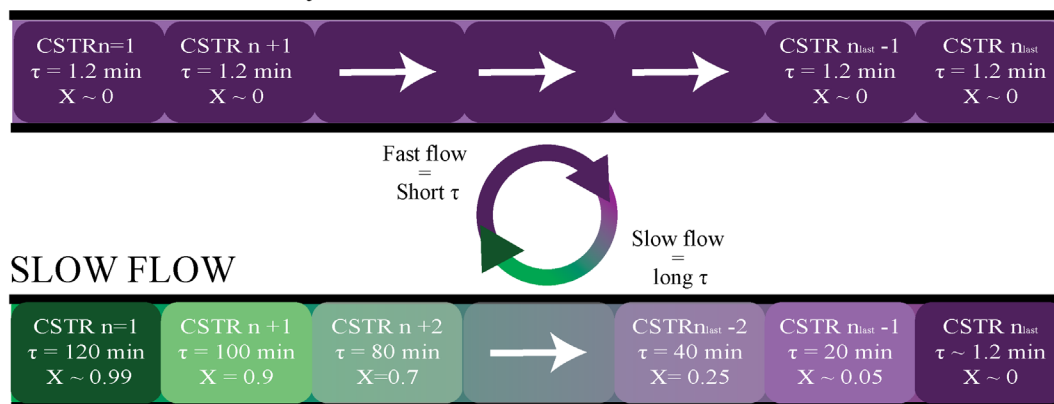 CSTRn=1
τ = 1.2 min
X ~ 0
CSTR n +1
τ = 1.2 min
X ~ 0
CSTR nlast -1
τ = 1.2 min
X ~ 0
CSTR nlast
τ = 1.2 min
X ~ 0
Fast flow
=
Short τ
Slow flow
=
long τ
SLOW FLOW
CSTR n=1
τ = 120 min
X ~ 0.99
CSTR n +1
τ = 100 min
X = 0.9
CSTR n +2
τ = 80 min
X=0.7
CSTRnlast -2
τ = 40 min
X= 0.25
CSTR nlast -1
τ = 20 min
X ~ 0.05
CSTR nlast
τ ~ 1.2 min
X ~ 0